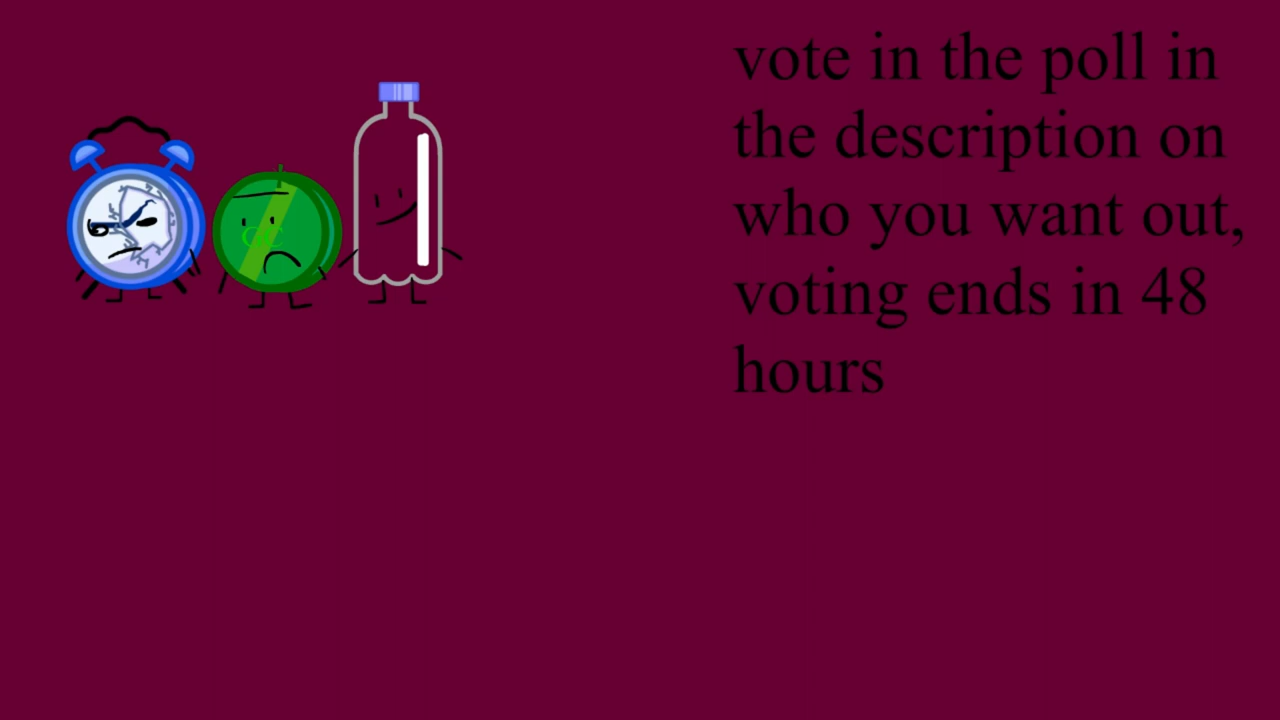 vote in the poll in
the description on
who you want out,
voting ends in 48
hours